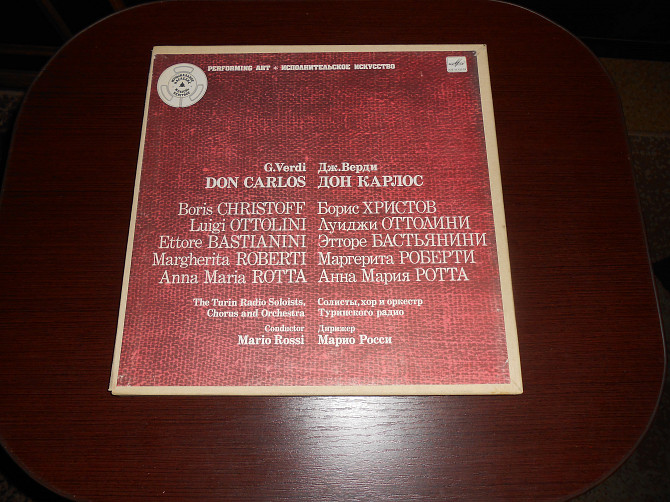 PERFORMING ART • ИСПОЛНИТЕЛЬСКОЕ ИСКУССТВО
G.Verdi Дж.Верди
DON CARLOS ДОН КАРЛОС
Boris CHRISTOFF Борис ХРИСТОВ
Luigi OTTOLINI Луиджи ОТТОЛИНИ
Ettore BASTIANINI Этторе БАСТЬЯНИНИ
Margherita ROBERTI Маргерита РОБЕРТИ
Anna Maria ROTTA Анна Мария РОТТА
The Turin Radio Soloists, Солисты, хор и оркестр
Chorus and Orchestra Туринского радио
Conductor Дирижер
Mario Rossi Марио Росси